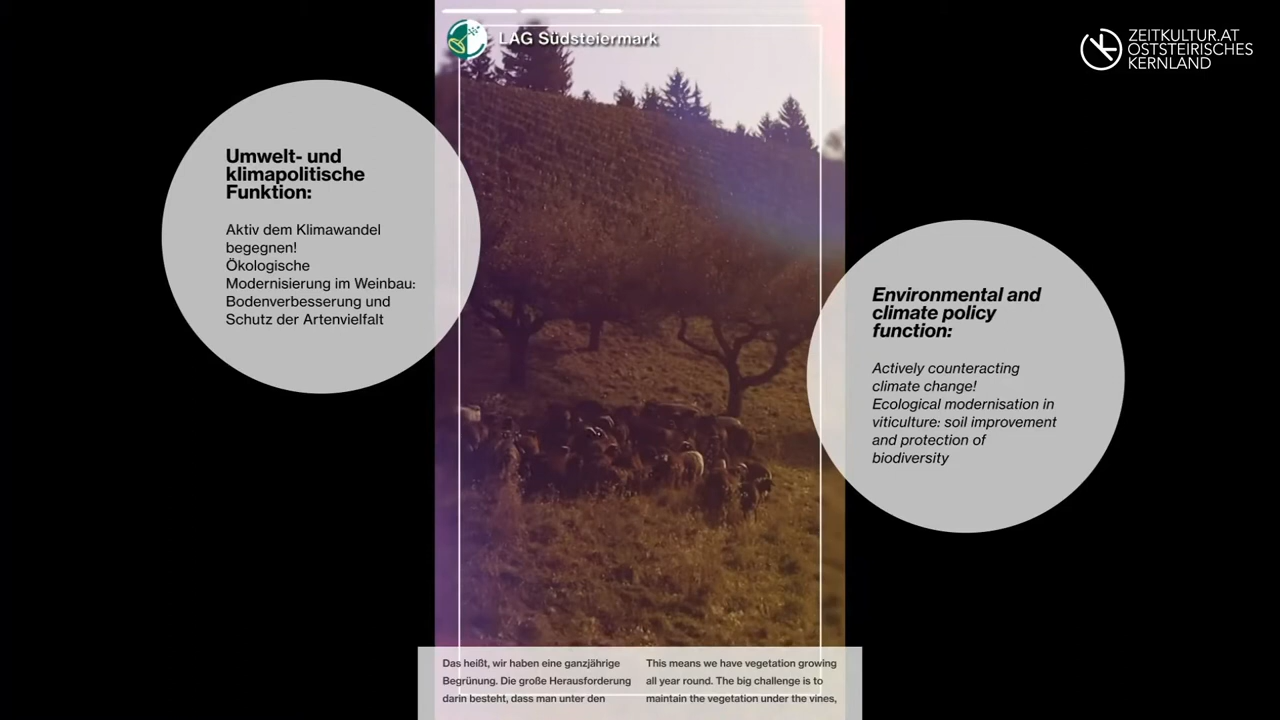 LAG Südsteiermark
ZEITKULTUR.AT
OSTSTEIRISCHES
KERNLAND
Umwelt- und
klimapolitische
Funktion:
Aktiv dem Klimawandel
begegnen!
Ökologische
Modernisierung im Weinbau:
Bodenverbesserung und
Schutz der Artenvielfalt
Environmental and
climate policy
function:
Actively counteracting
climate change!
Ecological modernisation in
viticulture: soil improvement
and protection of
biodiversity
Das heißt, wir haben eine ganzjährige
Begrünung. Die große Herausforderung
darin besteht, dass man unter den
This means we have vegetation growing
all year round. The big challenge is to
maintain the vegetation under the vines,